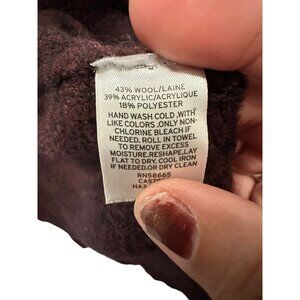 43% WOOL/LAINE
39% ACRYLIC/ACRYLIQUE
18% POLYESTER
HAND WASH COLD, WITH
LIKE COLORS, ONLY NON-
CHLORINE BLEACH IF
NEEDED. ROLL IN TOWEL
TO REMOVE EXCESS
MOISTURE, RESHAPE, LAY
FLAT TO DRY. COOL IRON
IF NEEDED. OR DRY CLEAN
RN58665